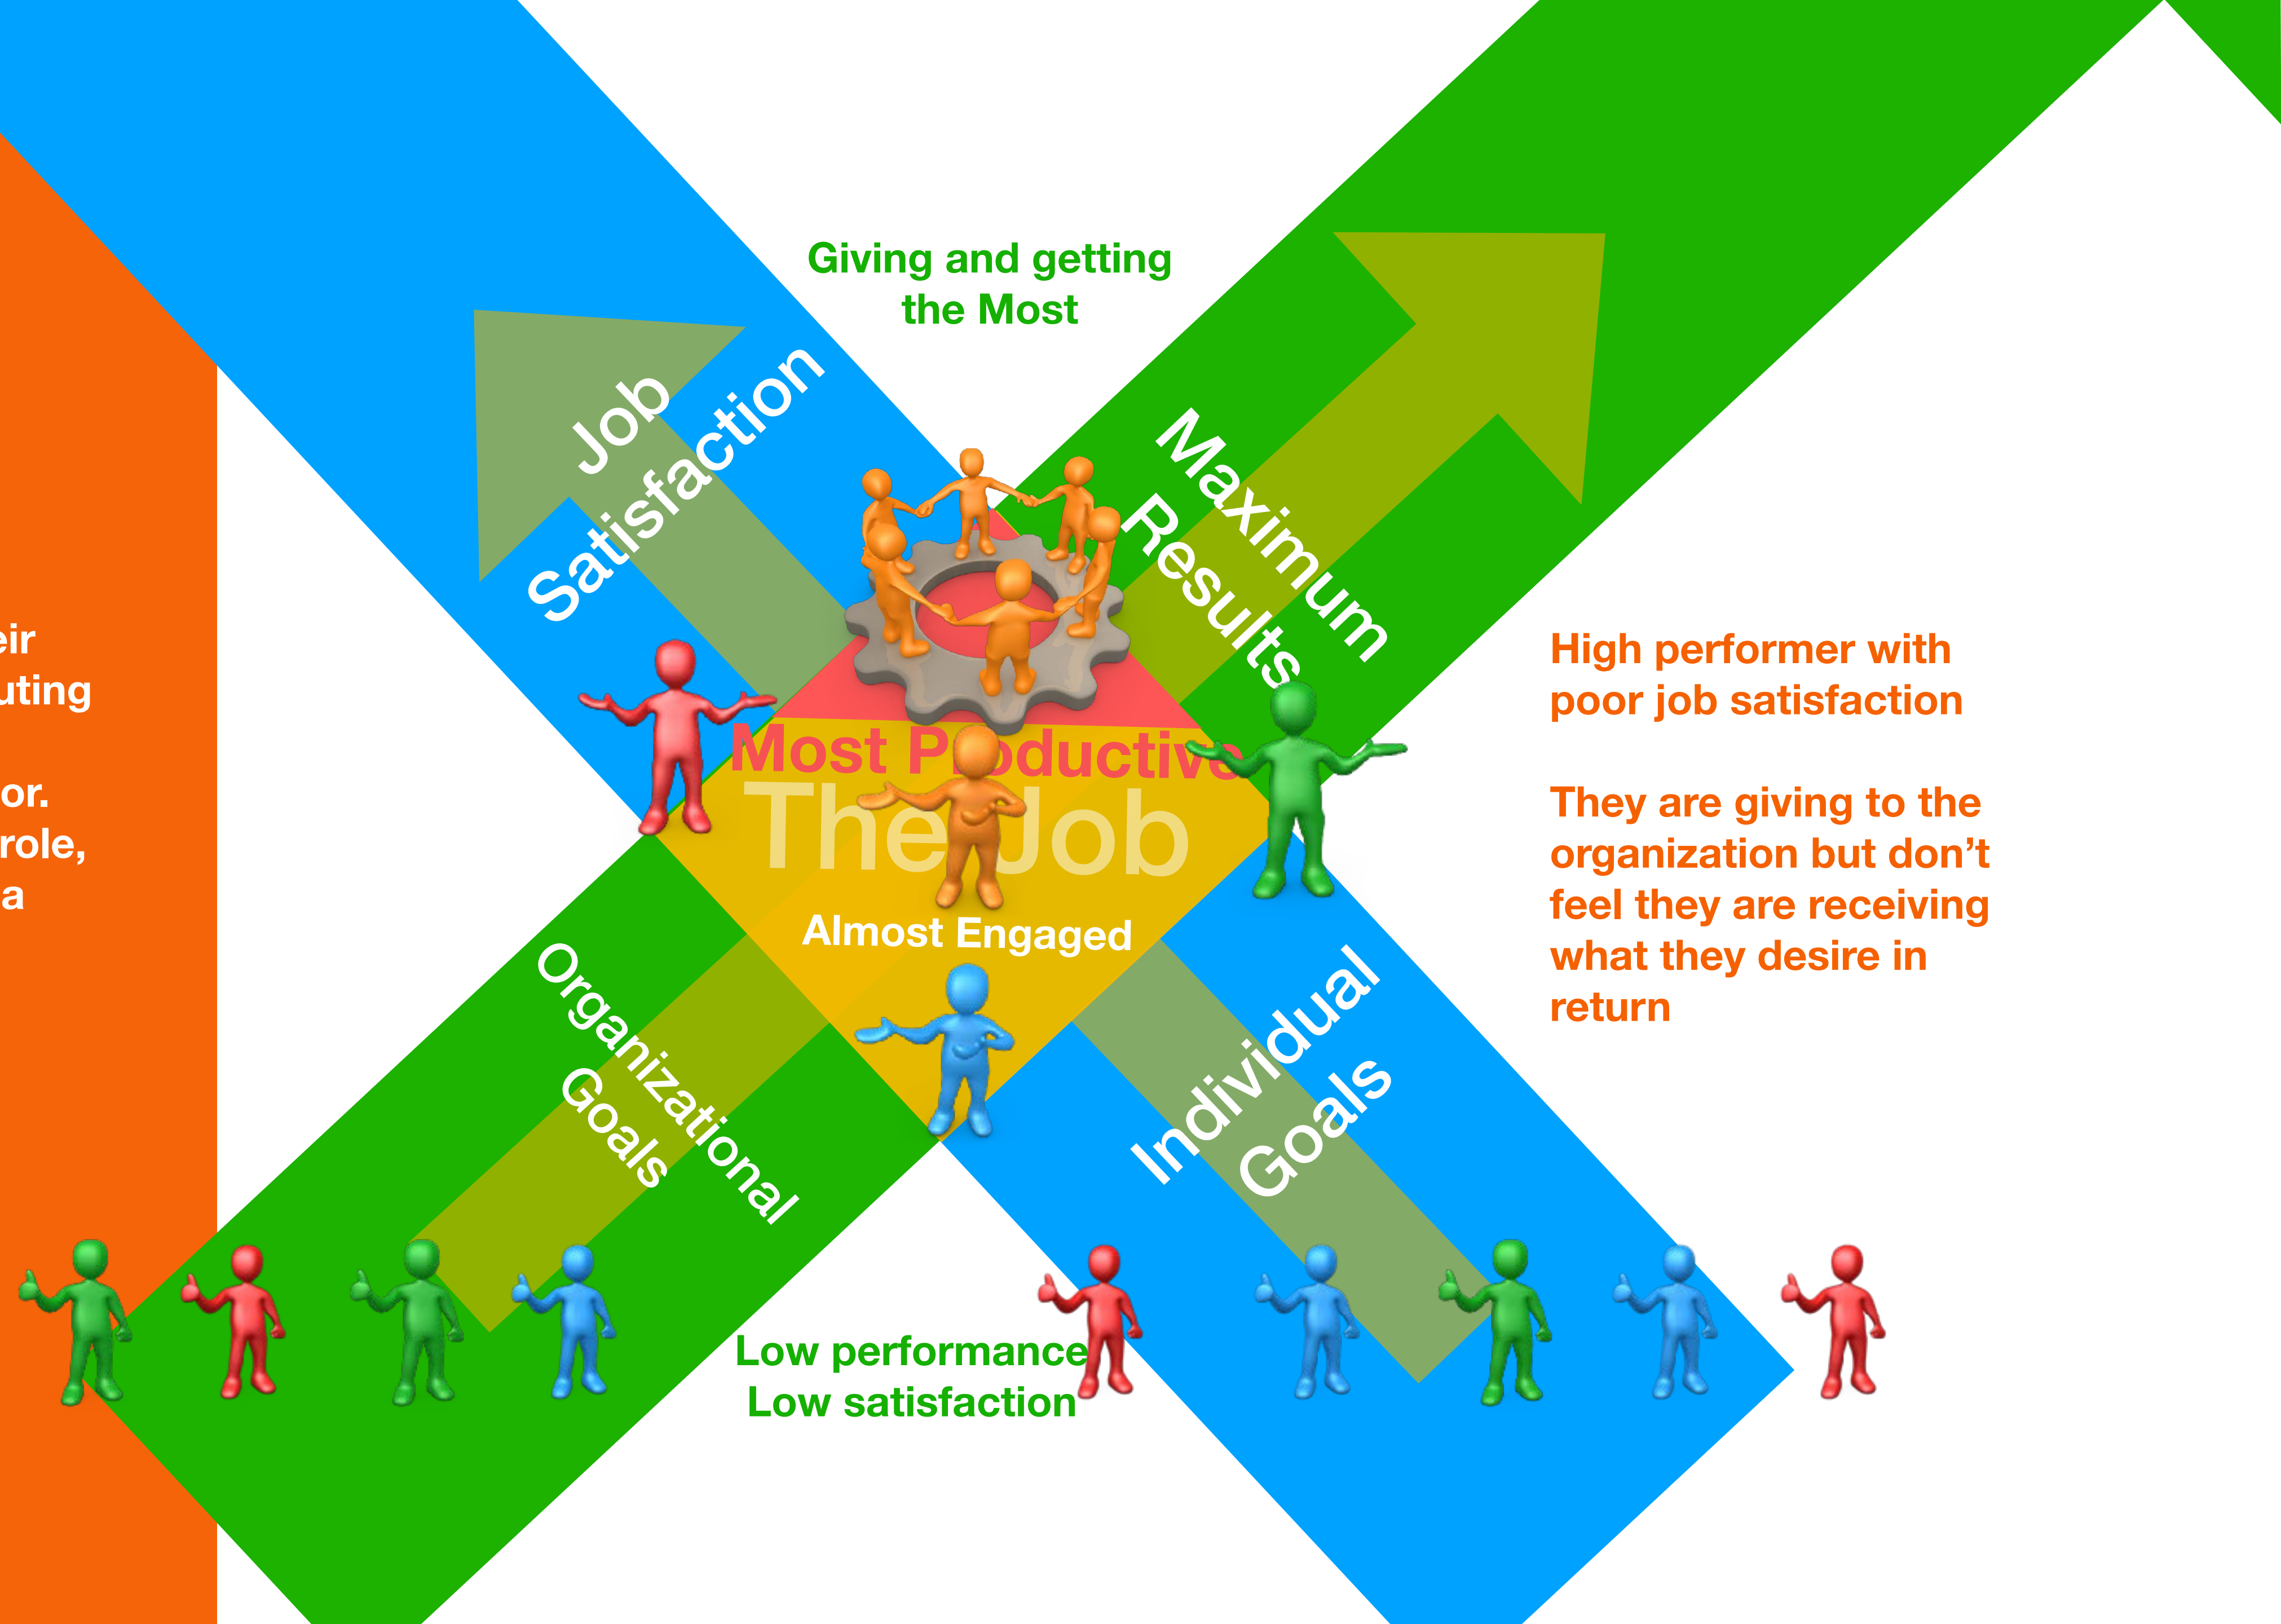 Giving and getting
the Most
Job
Satisfaction
Maximum
Results
eir
uting
or.
role,
a
High performer with
poor job satisfaction
They are giving to the
organization but don’t
feel they are receiving
what they desire in
return
Most Productive
The Job
Almost Engaged
Organizational
Goals
Individual
Goals
Low performance
Low satisfaction